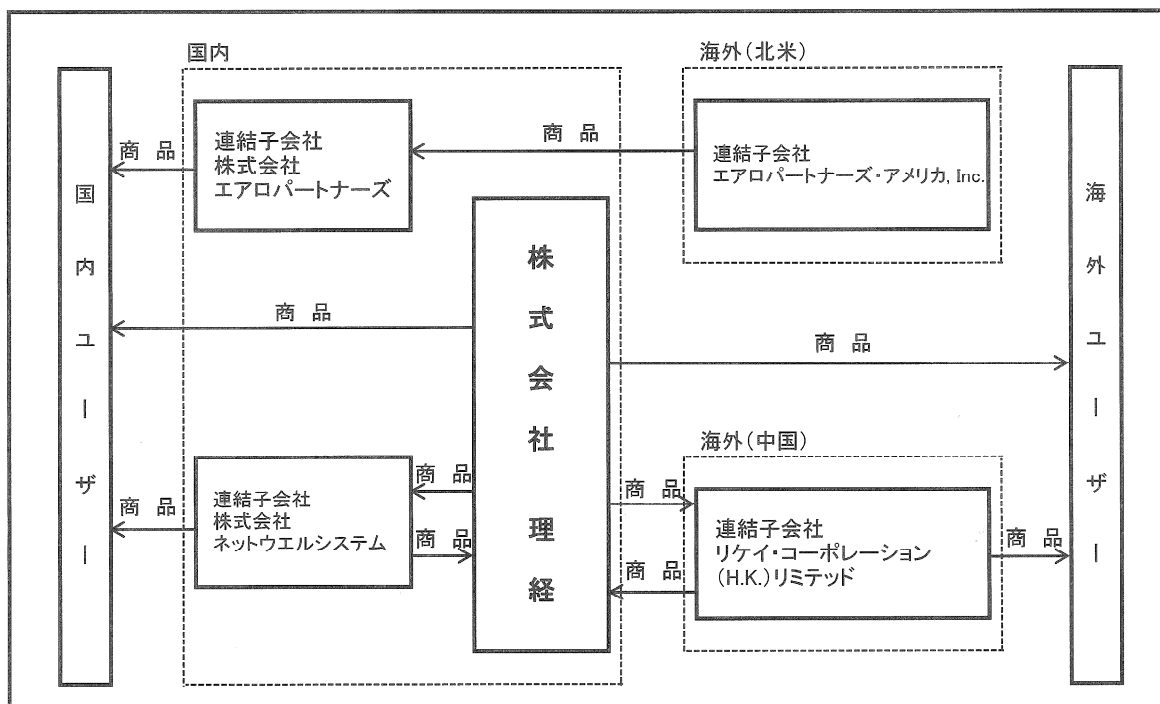 国内
海外（北米）
国内ユーザー
商品
連結子会社
株式会社
エアロパートナーズ
商品
連結子会社
エアロパートナーズ・アメリカ, Inc.
海外ユーザー
株式会社 理経
商品
商品
海外（中国）
商品
連結子会社
株式会社
ネットウエルシステム
商品
商品
商品
商品
連結子会社
リケイ・コーポレーション
（H.K.）リミテッド
商品